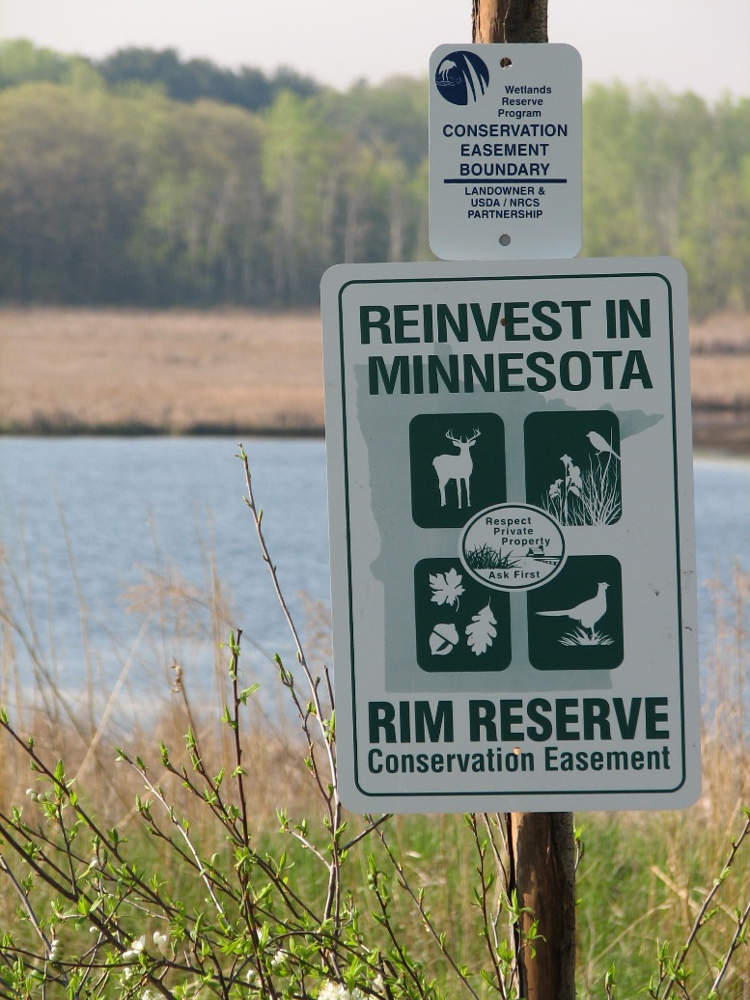 Wetlands
Reserve
Program
CONSERVATION
EASEMENT
BOUNDARY
LANDOWNER &
USDA / NRCS
PARTNERSHIP
REINVEST IN
MINNESOTA
Respect
Private
Property
Ask First
RIM RESERVE
Conservation Easement